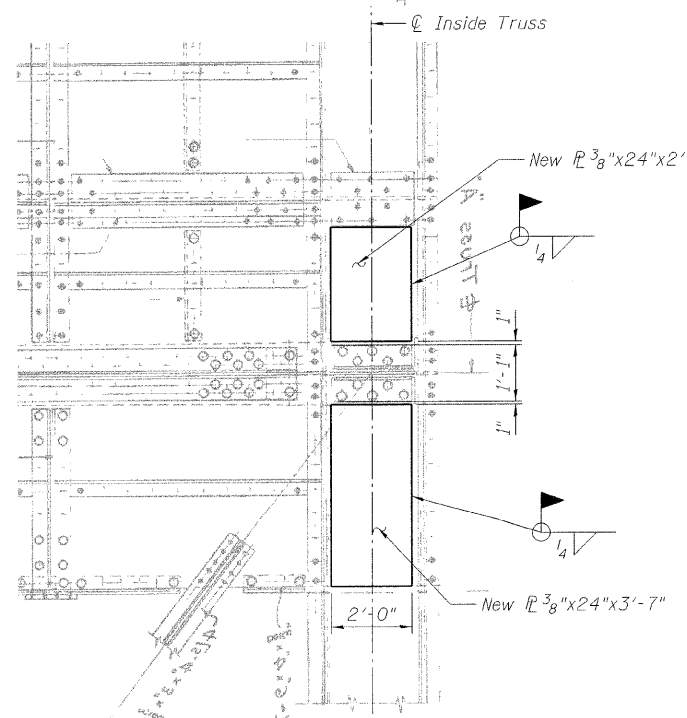 ℄ Inside Truss
New ℙ 3/8"x24"x2'
"A" TRUSS
1/4
1"
1'-1"
1"
1/4
2'-0"
New ℙ 3/8"x24"x3'-7"